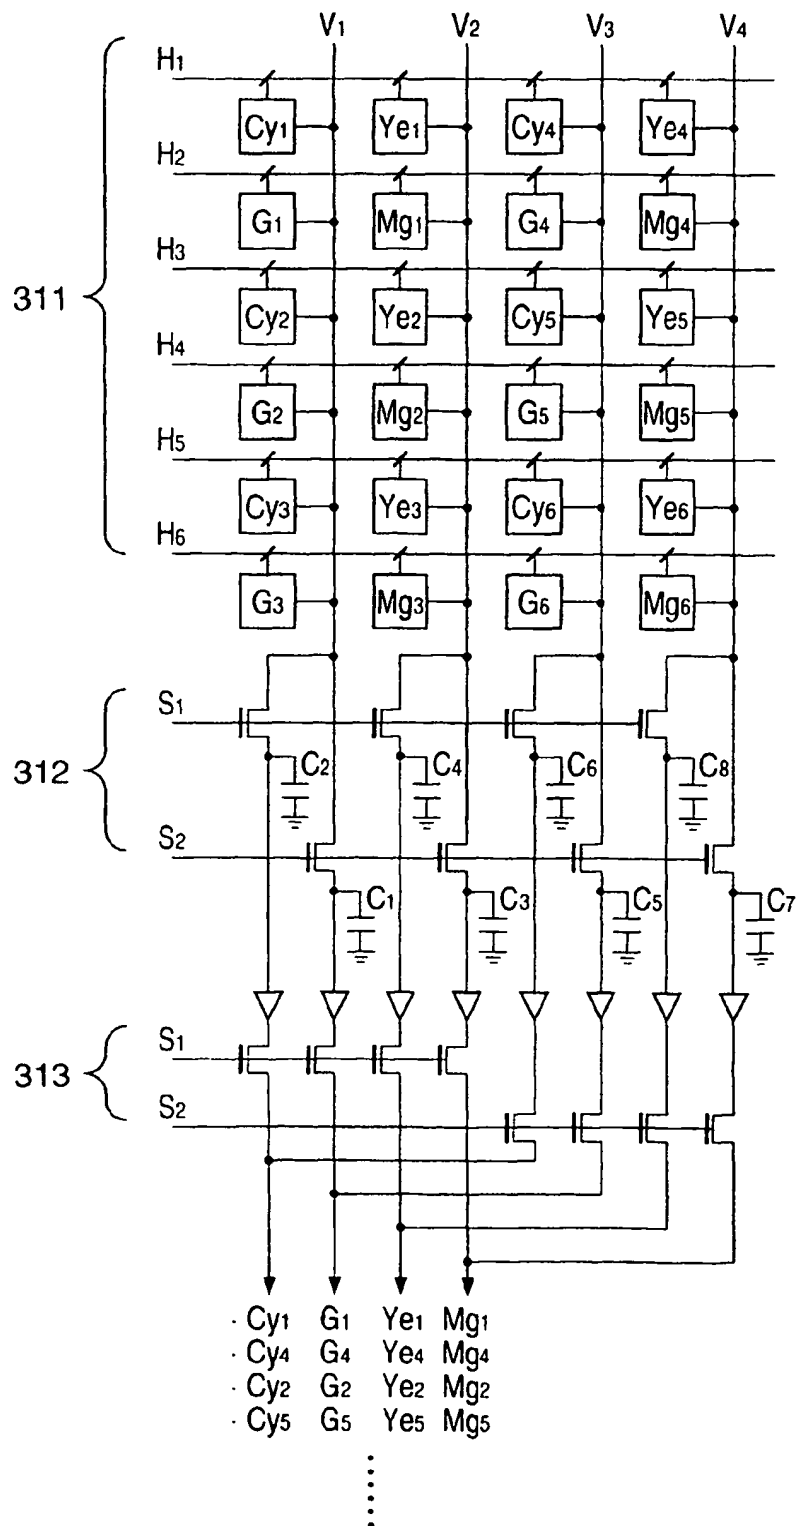 V1 V2 V3 V4
H1
Cy1 Ye1 Cy4 Ye4
H2
G1 Mg1 G4 Mg4
H3
311
Cy2 Ye2 Cy5 Ye5
H4
G2 Mg2 G5 Mg5
H5
Cy3 Ye3 Cy6 Ye6
H6
G3 Mg3 G6 Mg6
S1
312
C2 C4 C6 C8
S2
C1 C3 C5 C7
S1
313
S2
· Cy1 G1 Ye1 Mg1
· Cy4 G4 Ye4 Mg4
· Cy2 G2 Ye2 Mg2
· Cy5 G5 Ye5 Mg5